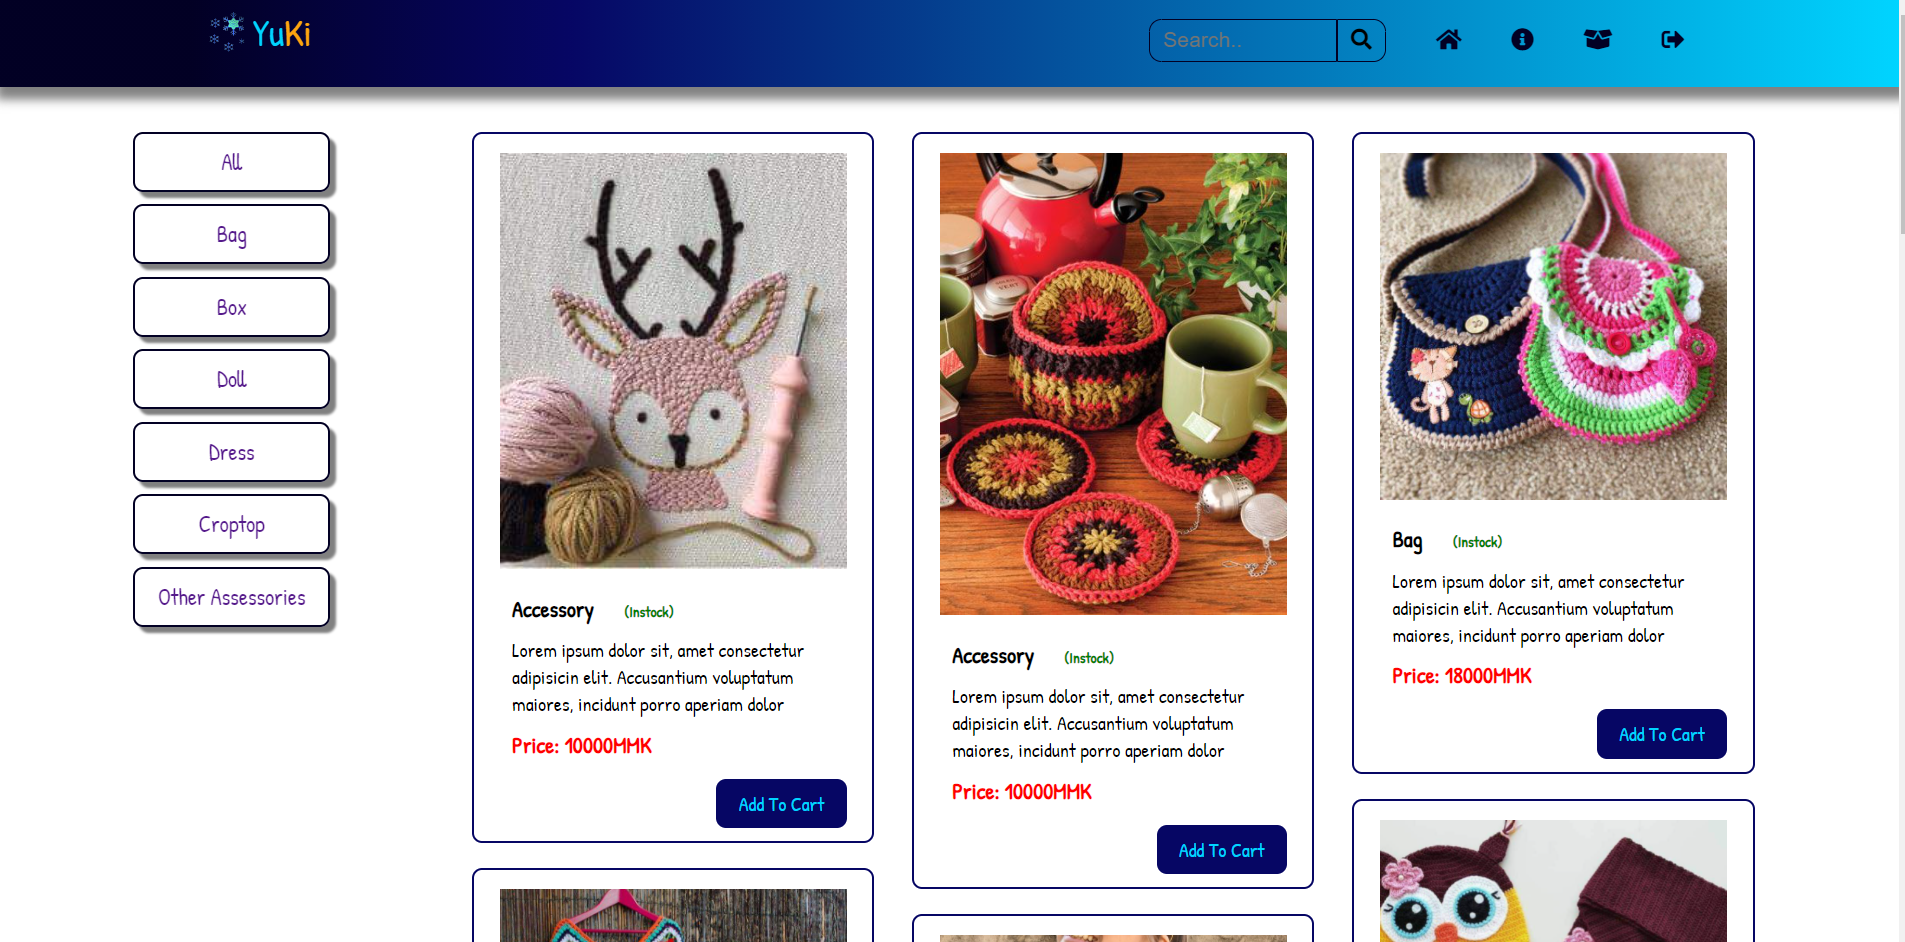 YuKi
Search..
All
Bag
Box
Doll
Dress
Croptop
Other Assessories
Accessory (Instock)
Lorem ipsum dolor sit, amet consectetur
adipisicin elit. Accusantium voluptatum
maiores, incidunt porro aperiam dolor
Price: 10000MMK
Add To Cart
Accessory (Instock)
Lorem ipsum dolor sit, amet consectetur
adipisicin elit. Accusantium voluptatum
maiores, incidunt porro aperiam dolor
Price: 10000MMK
Add To Cart
Bag (Instock)
Lorem ipsum dolor sit, amet consectetur
adipisicin elit. Accusantium voluptatum
maiores, incidunt porro aperiam dolor
Price: 18000MMK
Add To Cart